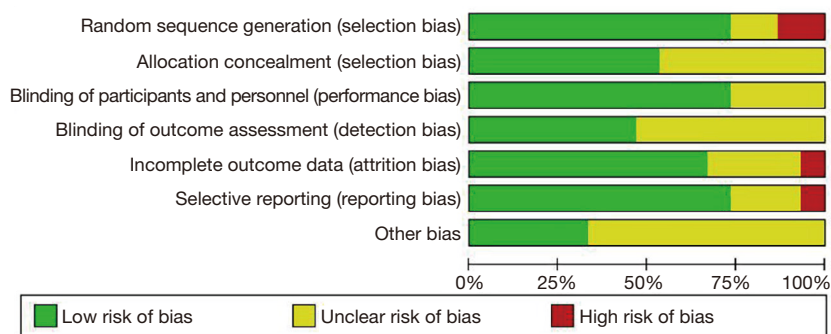 Random sequence generation (selection bias)
Allocation concealment (selection bias)
Blinding of participants and personnel (performance bias)
Blinding of outcome assessment (detection bias)
Incomplete outcome data (attrition bias)
Selective reporting (reporting bias)
Other bias
0% 25% 50% 75% 100%
Low risk of bias Unclear risk of bias High risk of bias